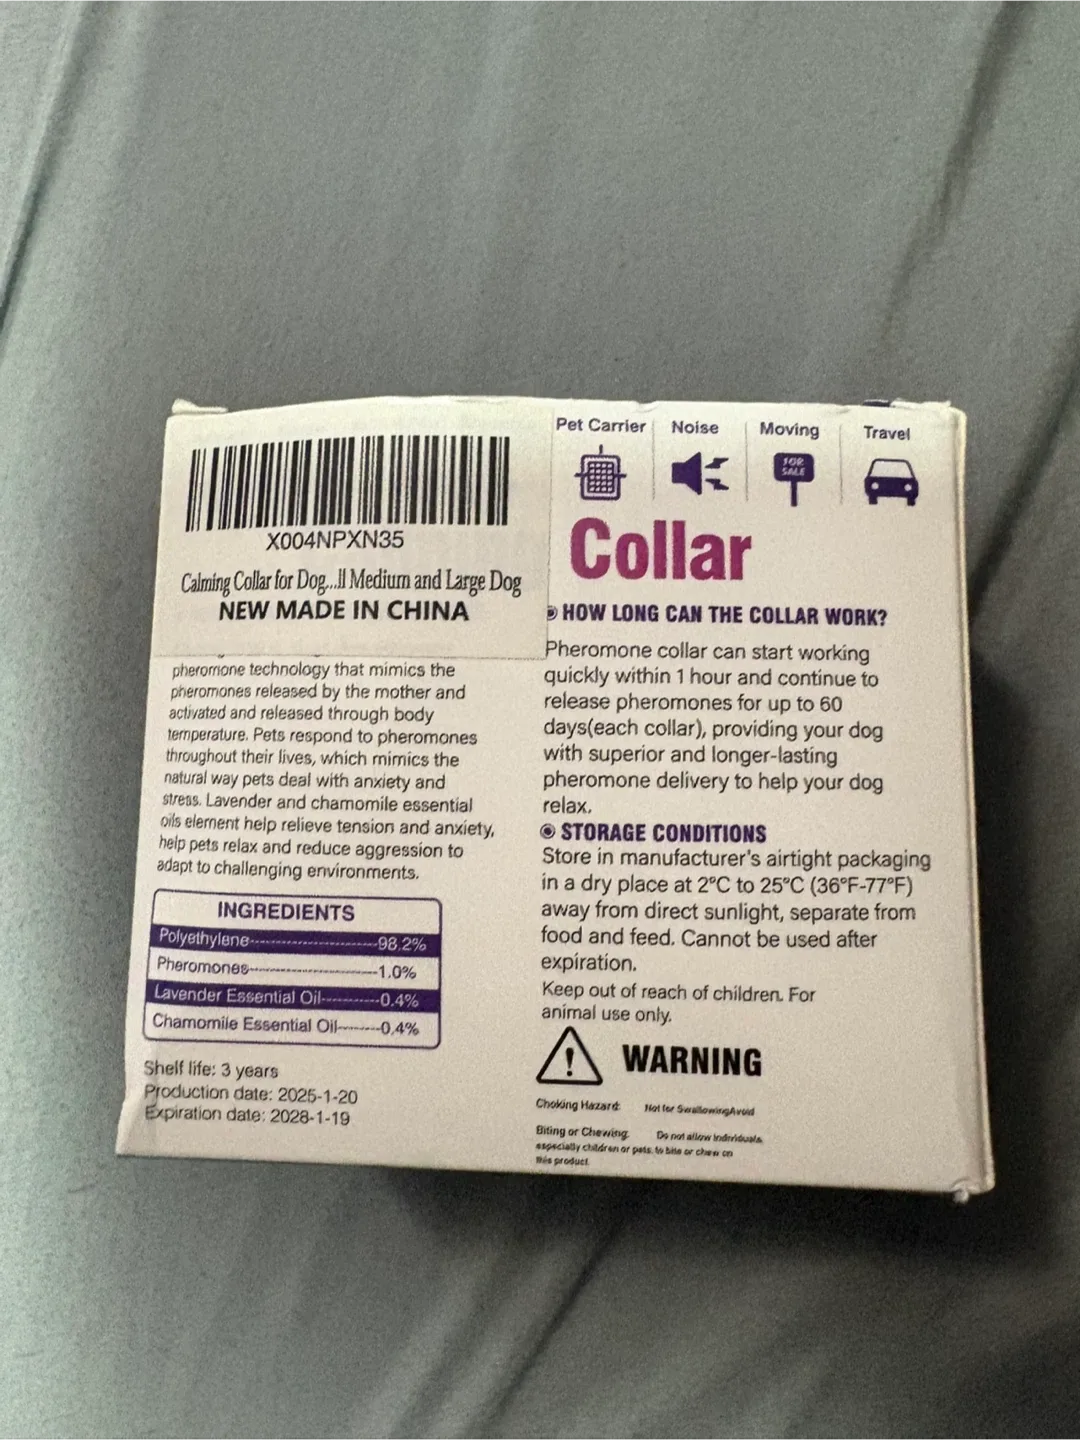 X004NPXN35
Calming Collar for Dog...ll Medium and Large Dog
NEW MADE IN CHINA
pheromone technology that mimics the
pheromones released by the mother and
activated and released through body
temperature. Pets respond to pheromones
throughout their lives, which mimics the
natural way pets deal with anxiety and
stress. Lavender and chamomile essential
oils element help relieve tension and anxiety,
help pets relax and reduce aggression to
adapt to challenging environments.
INGREDIENTS
Polyethylene-----98.2%
Pheromones-----1.0%
Lavender Essential Oil-----0.4%
Chamomile Essential Oil-----0.4%
Shelf life: 3 years
Production date: 2025-1-20
Expiration date: 2028-1-19
Pet Carrier Noise Moving Travel
FOR
SALE
Collar
HOW LONG CAN THE COLLAR WORK?
Pheromone collar can start working
quickly within 1 hour and continue to
release pheromones for up to 60
days(each collar), providing your dog
with superior and longer-lasting
pheromone delivery to help your dog
relax.
STORAGE CONDITIONS
Store in manufacturer's airtight packaging
in a dry place at 2°C to 25°C (36°F-77°F)
away from direct sunlight, separate from
food and feed. Cannot be used after
expiration.
Keep out of reach of children. For
animal use only.
! WARNING
Choking Hazard: Not for SwallowingAvoid
Biting or Chewing: Do not allow individuals,
especially children or pets, to bite or chew on
this product.